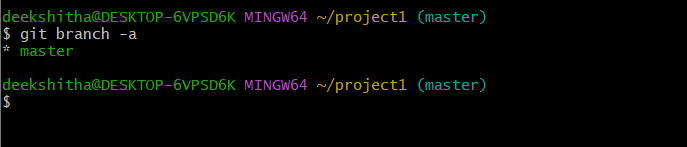 deekshitha@DESKTOP-6VPSD6K MINGW64 ~/project1 (master)
$ git branch -a
* master
deekshitha@DESKTOP-6VPSD6K MINGW64 ~/project1 (master)
$